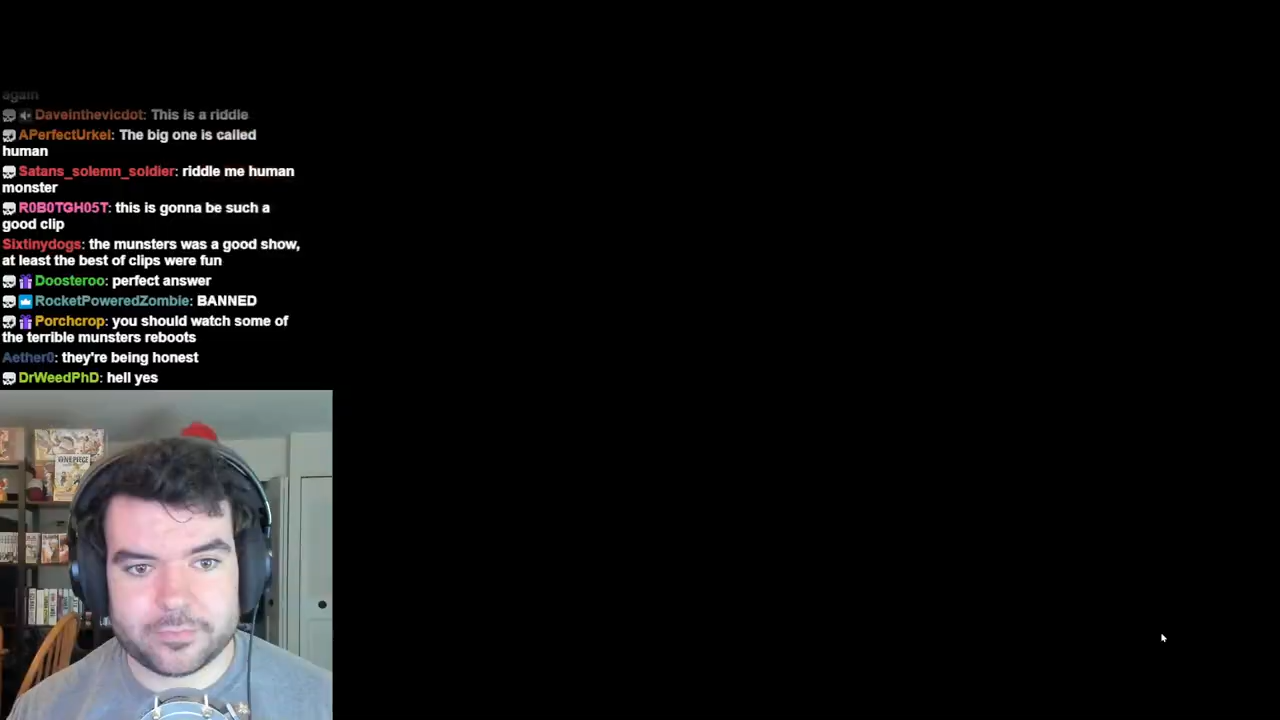 again
Daveinthevicdot: This is a riddle
APerfectUrkel: The big one is called
human
Satans_solemn_soldier: riddle me human
monster
R0B0TGH05T: this is gonna be such a
good clip
Sixtinydogs: the munsters was a good show,
at least the best of clips were fun
Doosteroo: perfect answer
RocketPoweredZombie: BANNED
Porchcrop: you should watch some of
the terrible munsters reboots
Aether0: they're being honest
DrWeedPhD: hell yes
ONE PIECE